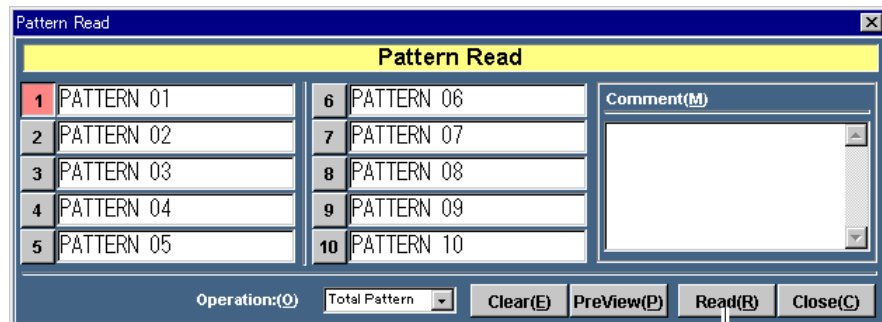 Pattern Read
Pattern Read
1 PATTERN 01
2 PATTERN 02
3 PATTERN 03
4 PATTERN 04
5 PATTERN 05
6 PATTERN 06
7 PATTERN 07
8 PATTERN 08
9 PATTERN 09
10 PATTERN 10
Comment(M)
Operation:(O) Total Pattern Clear(E) PreView(P) Read(R) Close(C)